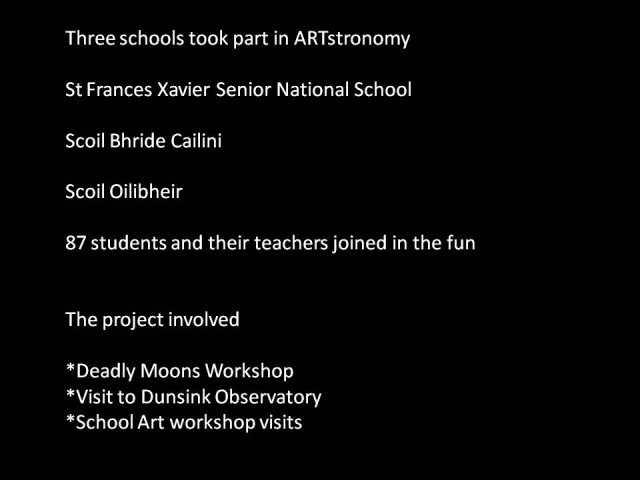 Three schools took part in ARTstronomy
St Frances Xavier Senior National School
Scoil Bhride Cailini
Scoil Oilibheir
87 students and their teachers joined in the fun
The project involved
*Deadly Moons Workshop
*Visit to Dunsink Observatory
*School Art workshop visits